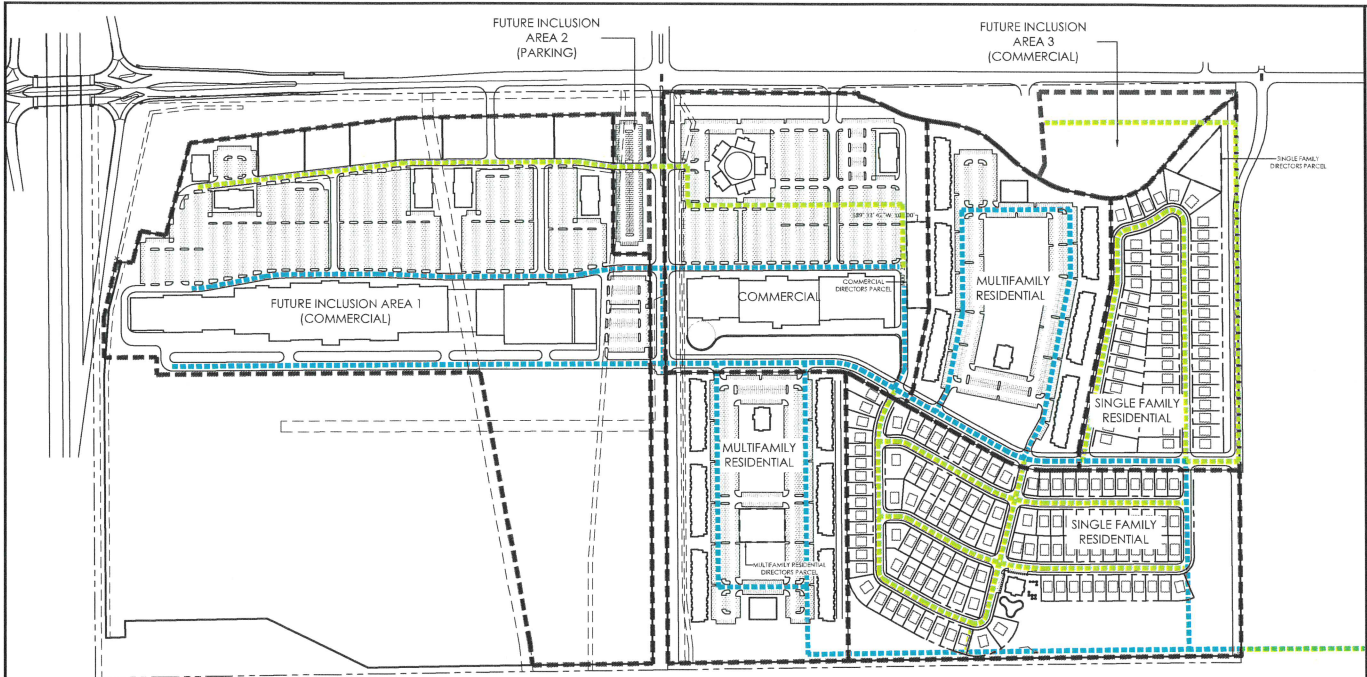 FUTURE INCLUSION
AREA 2
(PARKING)
FUTURE INCLUSION
AREA 3
(COMMERCIAL)
SINGLE FAMILY
DIRECTORS PARCEL
MULTIFAMILY
RESIDENTIAL
COMMERCIAL
DIRECTORS PARCEL
COMMERCIAL
FUTURE INCLUSION AREA 1
(COMMERCIAL)
SINGLE FAMILY
RESIDENTIAL
MULTIFAMILY
RESIDENTIAL
SINGLE FAMILY
RESIDENTIAL
MULTIFAMILY RESIDENTIAL
DIRECTORS PARCEL